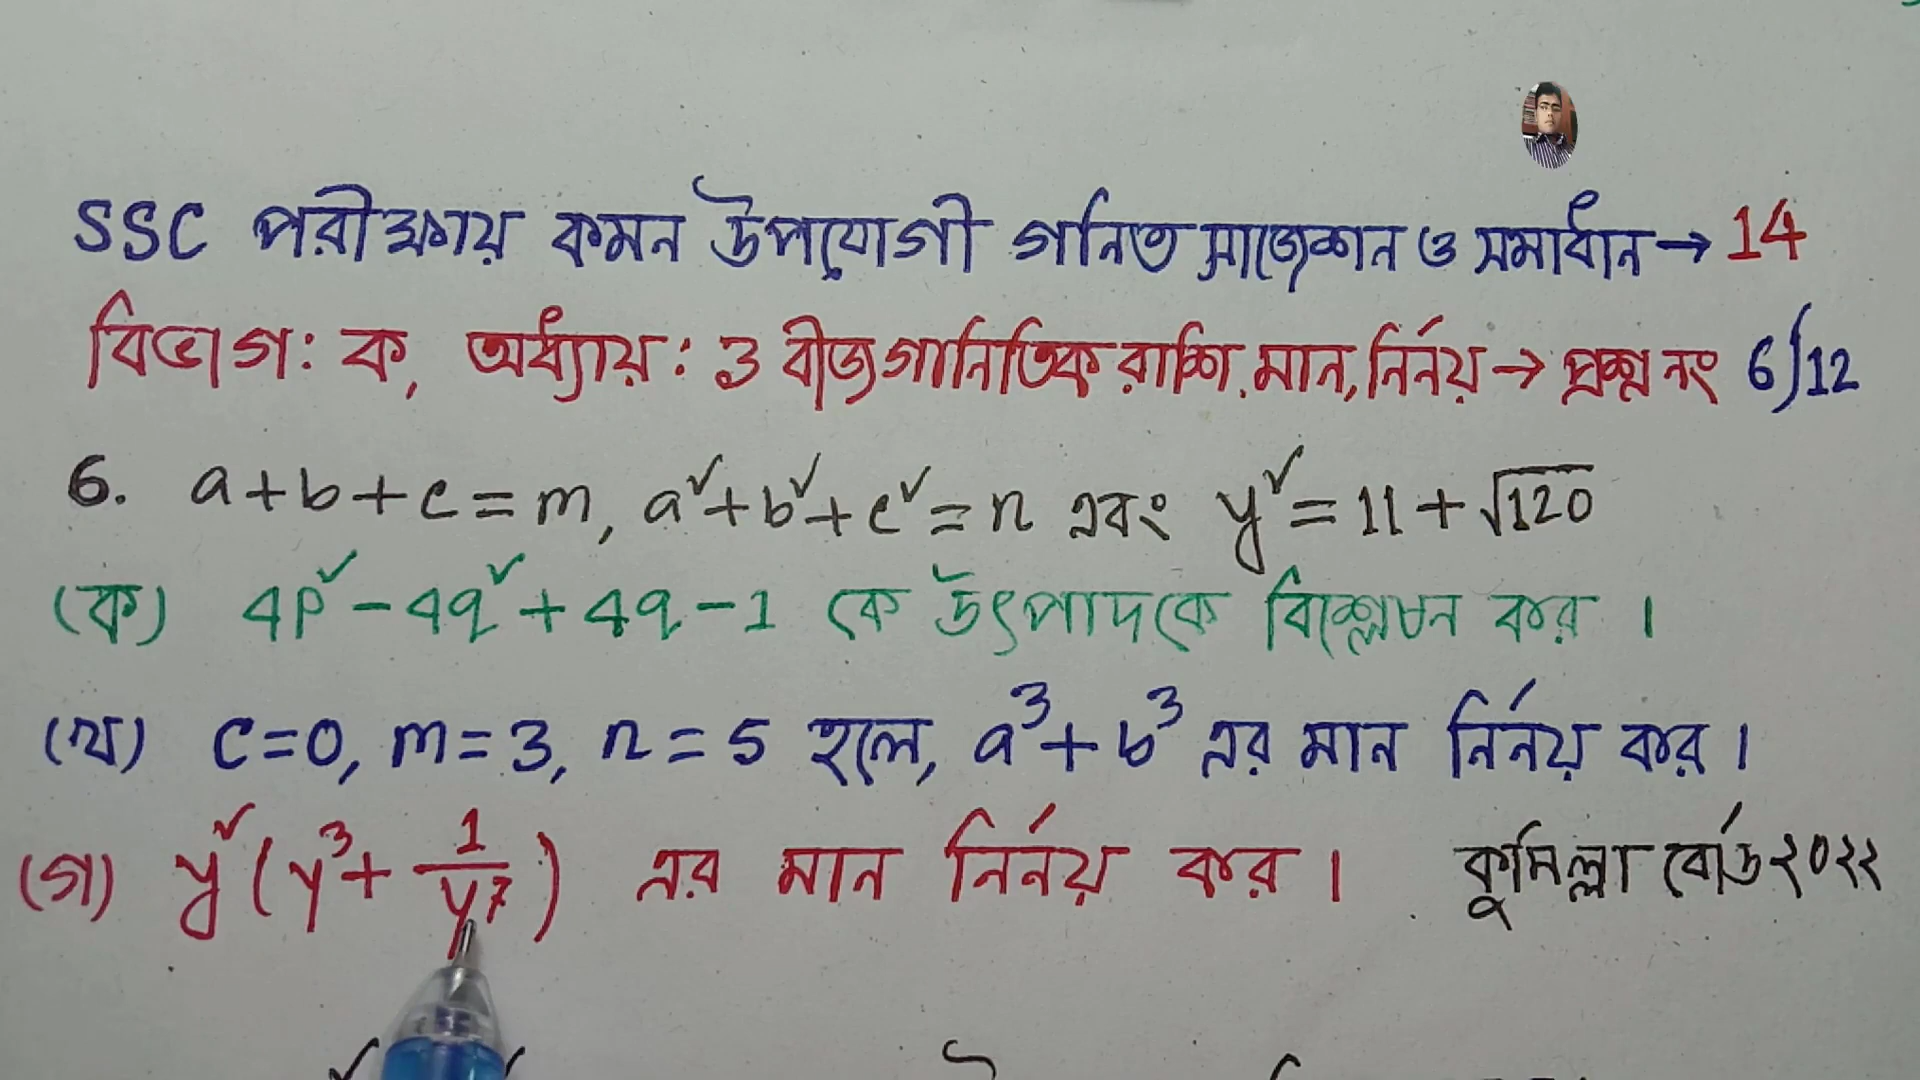 SSC পরীক্ষায় কমন উপযোগী গনিত সাজেশান ও সমাধান → 14
বিভাগ: ক, অধ্যায় : 3 বীজগানিতিক রাশি, মান, নির্নয় → প্রশ্ন নং 6/12
6. a+b+c=m, a²+b²+c²=n এবং y²=11+√120
(ক) 4p²-4q²+4q-1 কে উৎপাদকে বিশ্লেষন কর ।
(খ) c=0, m=3, n=5 হলে, a³+b³ এর মান নির্নয় কর ।
(গ) y²(y³+1/y⁷) এর মান নির্নয় কর । কুমিল্লা বোর্ড ২০২২